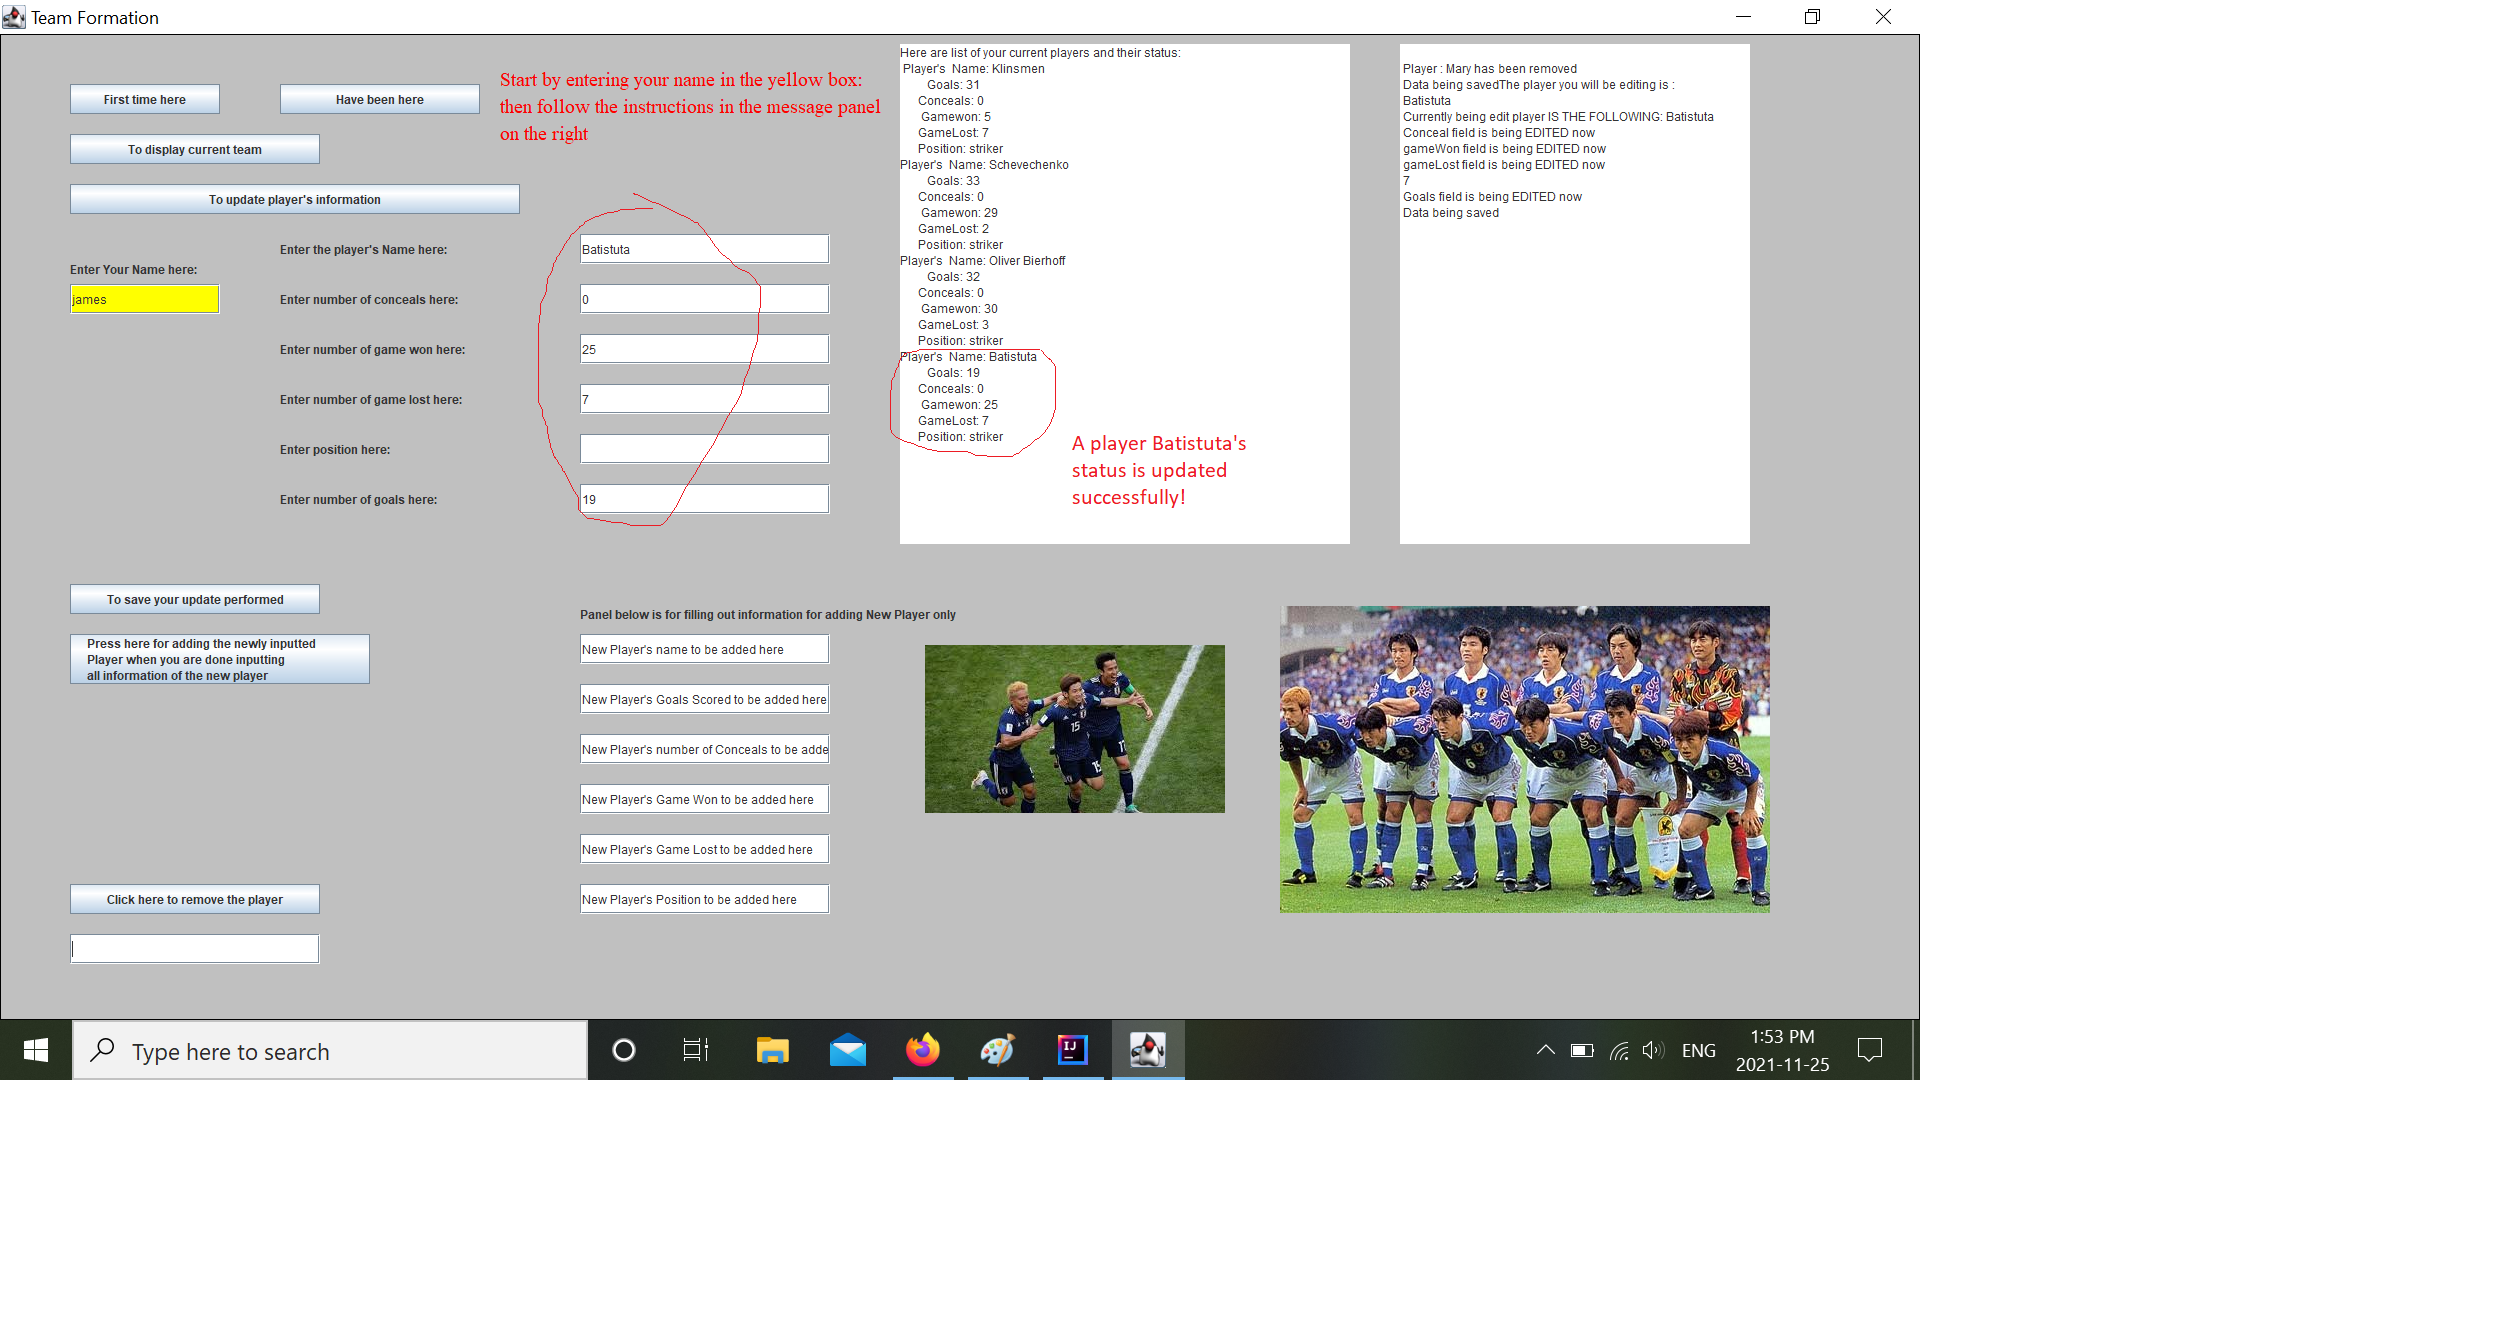 Team Formation
First time here
Have been here
Start by entering your name in the yellow box:
then follow the instructions in the message panel
on the right
To display current team
To update player's information
Enter Your Name here:
james
Enter the player's Name here:
Batistuta
Enter number of conceals here:
0
Enter number of game won here:
25
Enter number of game lost here:
7
Enter position here:
Enter number of goals here:
19
Here are list of your current players and their status:
Player's Name: Klinsmen
Goals: 31
Conceals: 0
Gamewon: 5
GameLost: 7
Position: striker
Player's Name: Schevechenko
Goals: 33
Conceals: 0
Gamewon: 29
GameLost: 2
Position: striker
Player's Name: Oliver Bierhoff
Goals: 32
Conceals: 0
Gamewon: 30
GameLost: 3
Position: striker
Player's Name: Batistuta
Goals: 19
Conceals: 0
Gamewon: 25
GameLost: 7
Position: striker
A player Batistuta's
status is updated
successfully!
Player : Mary has been removed
Data being savedThe player you will be editing is :
Batistuta
Currently being edit player IS THE FOLLOWING: Batistuta
Conceal field is being EDITED now
gameWon field is being EDITED now
gameLost field is being EDITED now
7
Goals field is being EDITED now
Data being saved
To save your update performed
Press here for adding the newly inputted
Player when you are done inputting
all information of the new player
Click here to remove the player
Panel below is for filling out information for adding New Player only
New Player's name to be added here
New Player's Goals Scored to be added here
New Player's number of Conceals to be adde
New Player's Game Won to be added here
New Player's Game Lost to be added here
New Player's Position to be added here
15
15
6
2
Type here to search
IJ
ENG
1:53 PM
2021-11-25